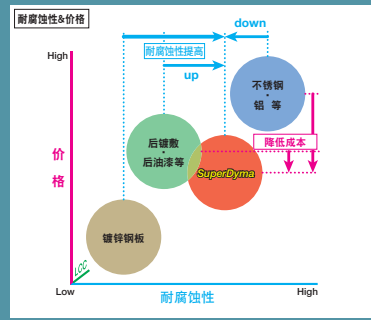 耐腐蚀性&价格
down
耐腐蚀性提高
up
High
不锈钢
·
铝 等
降低成本
后镀敷
·
后油漆等
SuperDyma
价
格
镀锌钢板
LCC
Low
耐腐蚀性
High